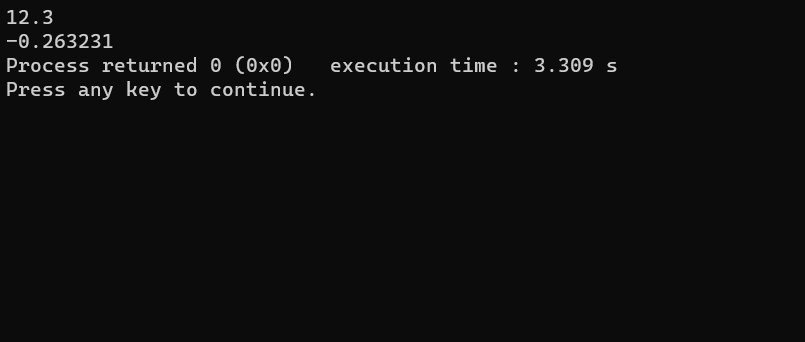 12.3
-0.263231
Process returned 0 (0x0)   execution time : 3.309 s
Press any key to continue.